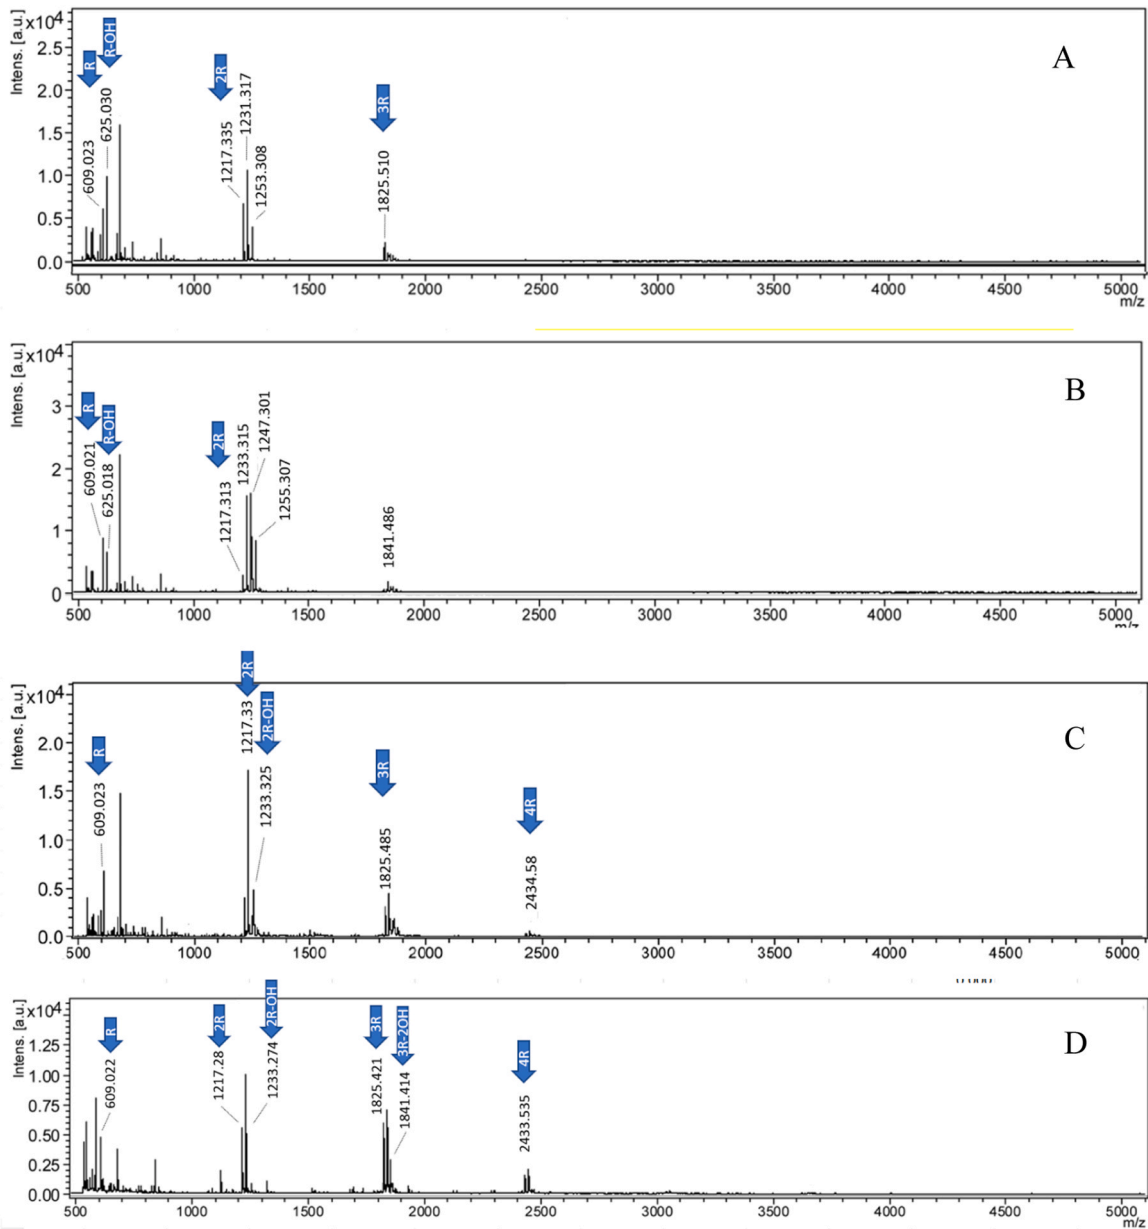 Intens. [a.u.]
x10⁴
2.5
2.0
1.5
1.0
0.5
0.0
R
R-OH
2R
3R
609.023
625.030
1217.335
1231.317
1253.308
1825.510
A
500 1000 1500 2000 2500 3000 3500 4000 4500 5000
m/z
Intens. [a.u.]
x10⁴
3
2
1
0
R
R-OH
2R
609.021
625.018
1217.313
1233.315
1247.301
1255.307
1841.486
B
500 1000 1500 2000 2500 3000 3500 4000 4500 5000
m/z
Intens. [a.u.]
x10⁴
2.0
1.5
1.0
0.5
0.0
R
2R
2R-OH
3R
4R
609.023
1217.33
1233.325
1825.485
2434.58
C
500 1000 1500 2000 2500 3000 3500 4000 4500 5000
Intens. [a.u.]
x10⁴
1.25
1.00
0.75
0.50
0.25
0.00
R
2R
2R-OH
3R
3R-2OH
4R
609.022
1217.28
1233.274
1825.421
1841.414
2433.535
D
500 1000 1500 2000 2500 3000 3500 4000 4500 5000
m/z